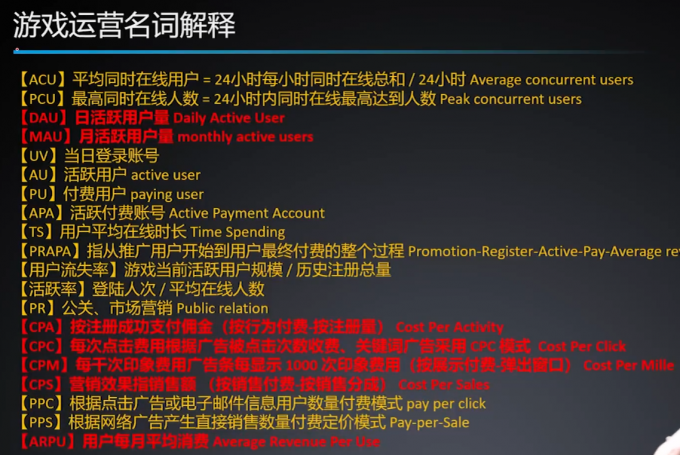 游戏运营名词解释
【ACU】平均同时在线用户 = 24小时每小时同时在线总和 / 24小时 Average concurrent users
【PCU】最高同时在线人数 = 24小时内同时在线最高达到人数 Peak concurrent users
【DAU】日活跃用户量 Daily Active User
【MAU】月活跃用户量 monthly active users
【UV】当日登录账号
【AU】活跃用户 active user
【PU】付费用户 paying user
【APA】活跃付费账号 Active Payment Account
【TS】用户平均在线时长 Time Spending
【PRAPA】指从推广用户开始到用户最终付费的整个过程 Promotion-Register-Active-Pay-Average rev
【用户流失率】游戏当前活跃用户规模 / 历史注册总量
【活跃率】登陆人次 / 平均在线人数
【PR】公关、市场营销 Public relation
【CPA】按注册成功支付佣金（按行为付费-按注册量） Cost Per Activity
【CPC】每次点击费用根据广告被点击次数收费、关键词广告采用 CPC 模式 Cost Per Click
【CPM】每千次印象费用广告条每显示 1000 次印象费用（按展示付费-弹出窗口） Cost Per Mille
【CPS】营销效果指销售额 （按销售付费-按销售分成） Cost Per Sales
【PPC】根据点击广告或电子邮件信息用户数量付费模式 pay per click
【PPS】根据网络广告产生直接销售数量付费定价模式 Pay-per-Sale
【ARPU】用户每月平均消费 Average Revenue Per Use